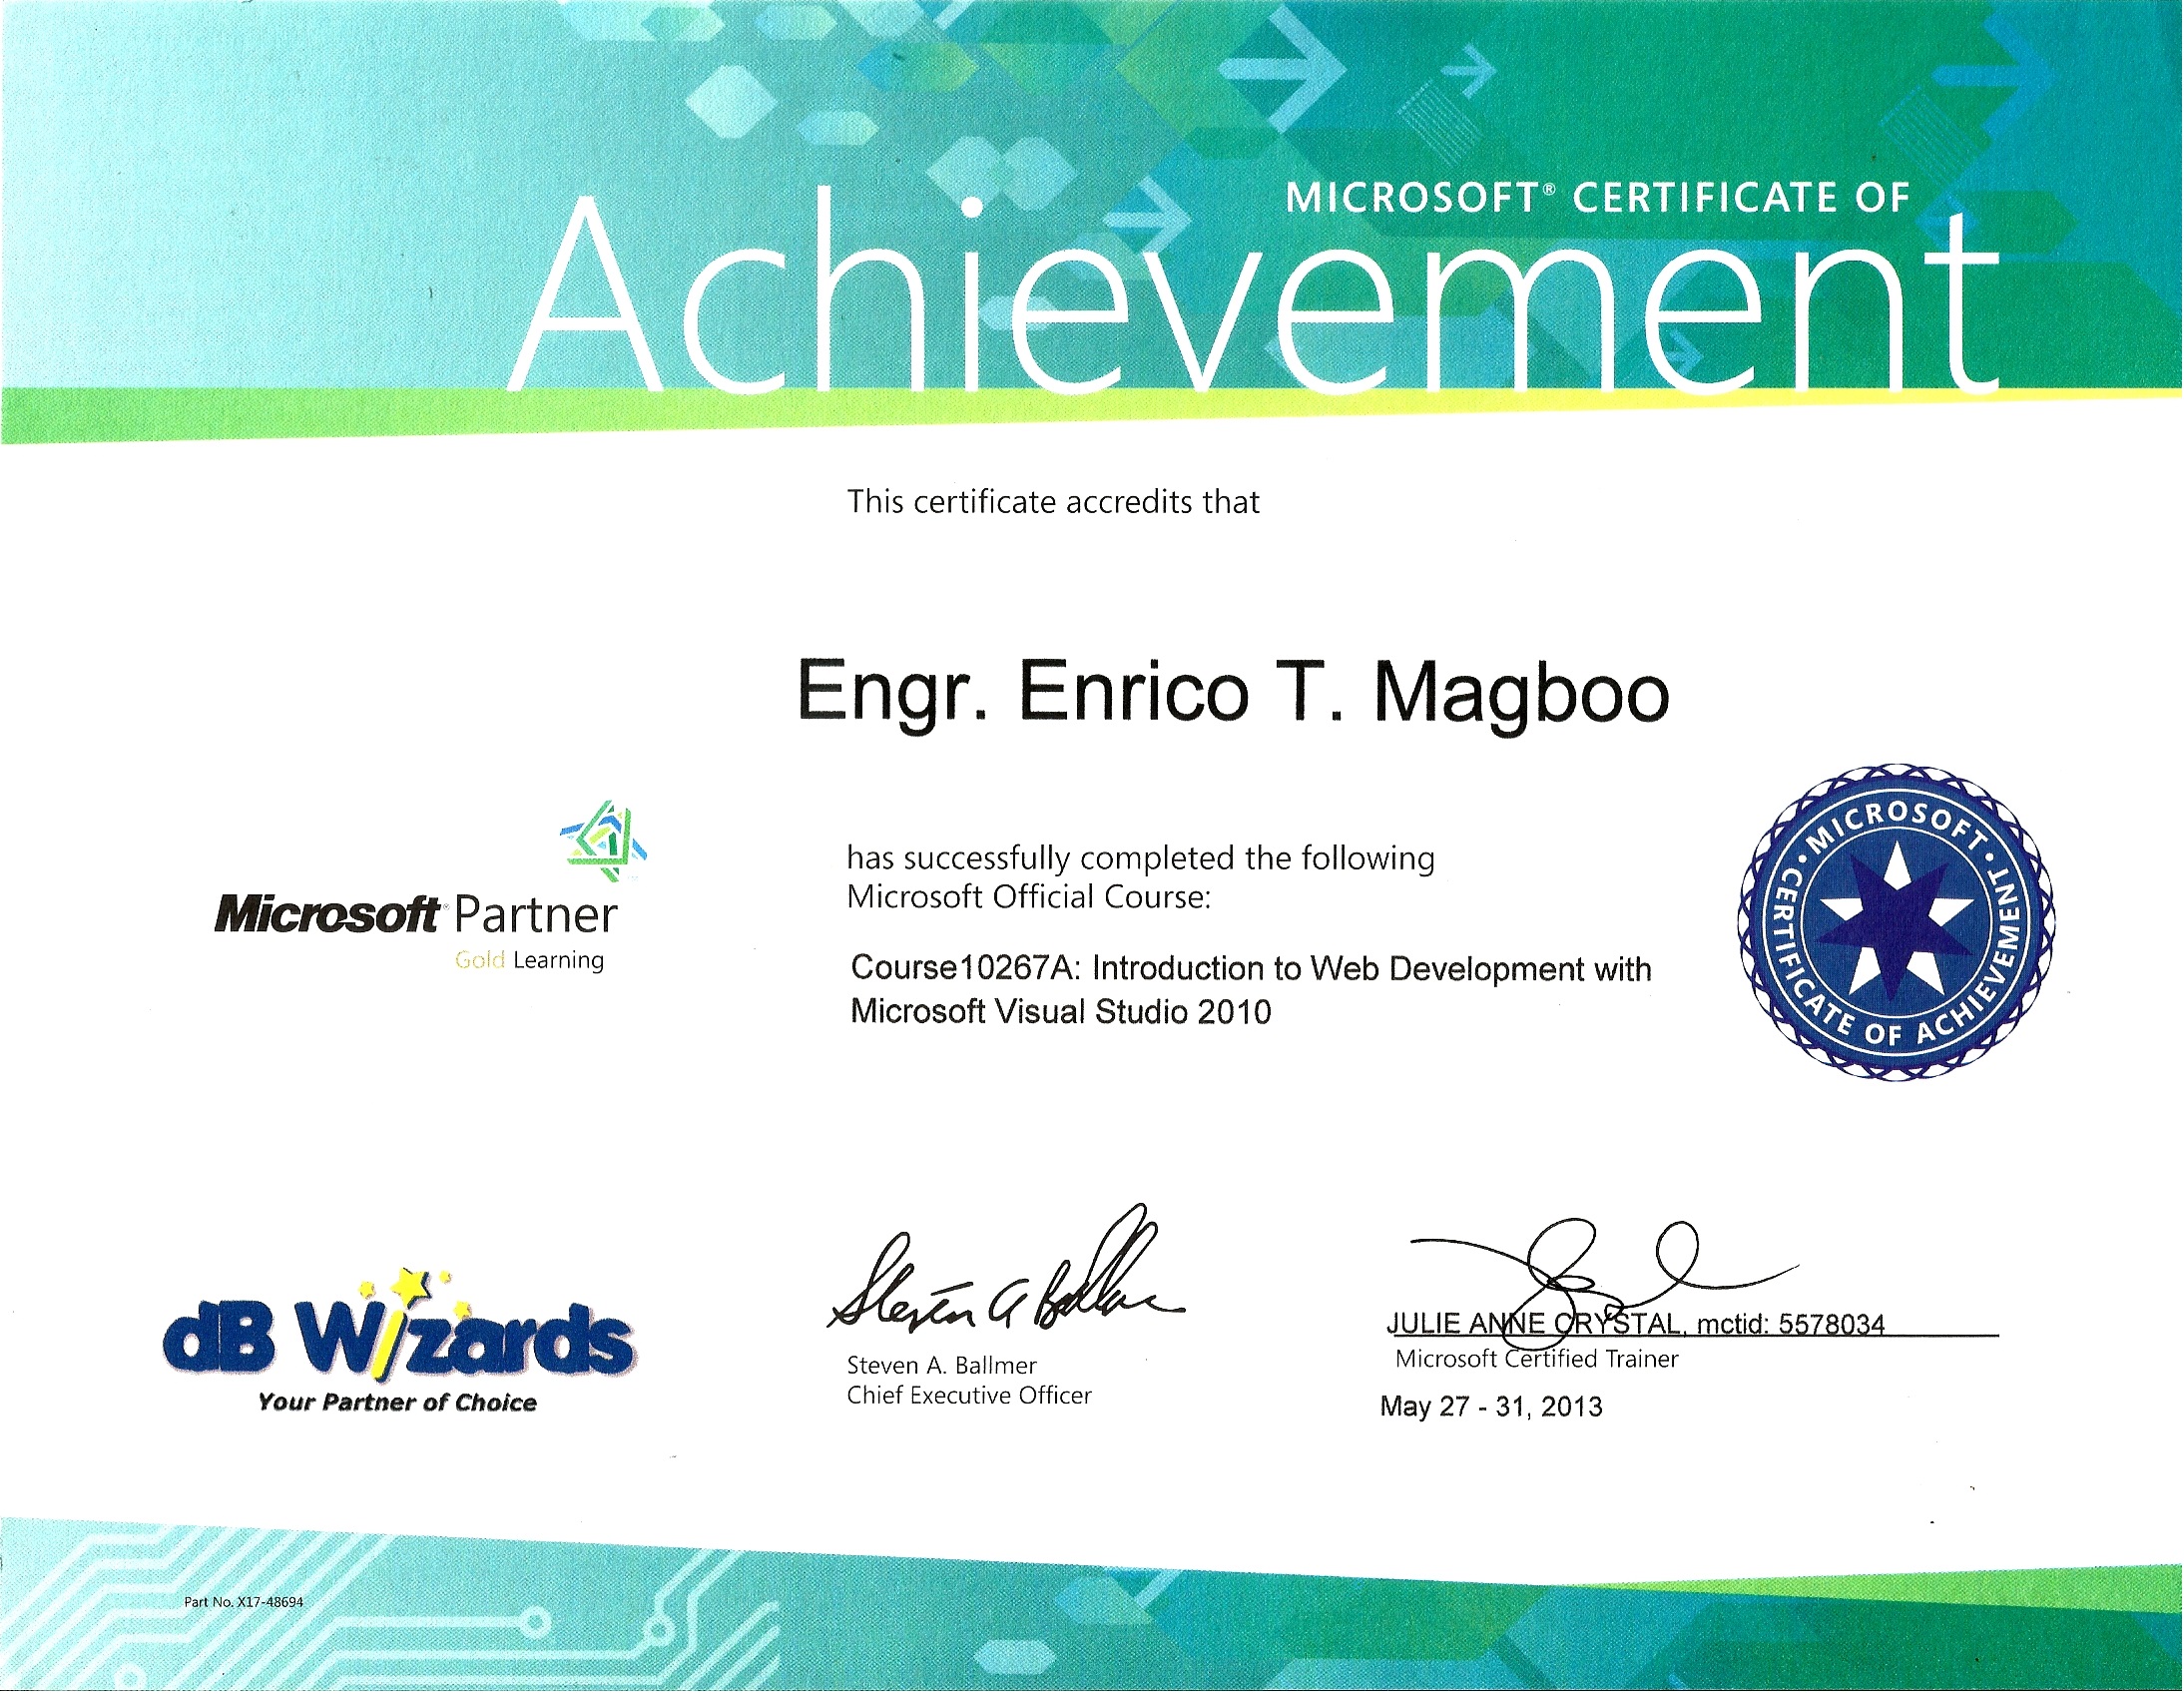 MICROSOFT® CERTIFICATE OF
Achievement
This certificate accredits that
Engr. Enrico T. Magboo
has successfully completed the following
Microsoft Official Course:
Course10267A: Introduction to Web Development with
Microsoft Visual Studio 2010
Microsoft Partner
Gold Learning
• MICROSOFT •
CERTIFICATE OF ACHIEVEMENT
dB Wizards
Your Partner of Choice
Steven A Ballmer
Steven A. Ballmer
Chief Executive Officer
JULIE ANNE CRYSTAL, mctid: 5578034
Microsoft Certified Trainer
May 27 - 31, 2013
Part No. X17-48694